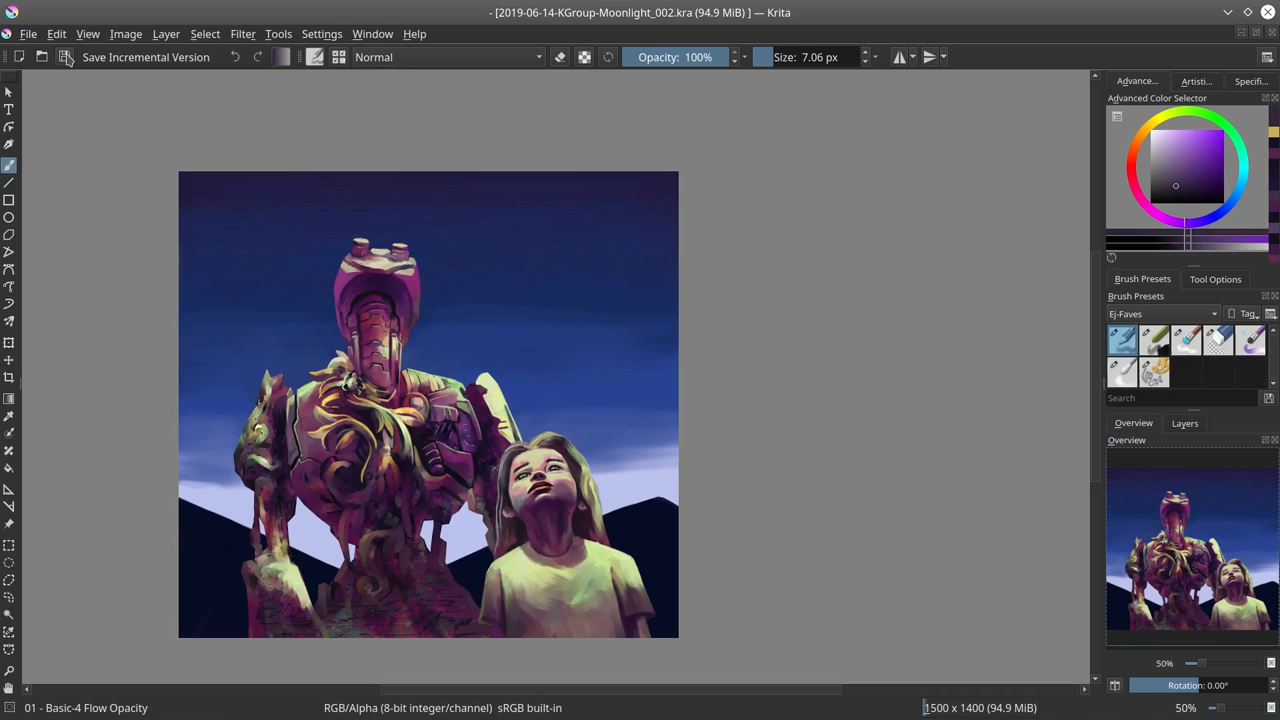 - [2019-06-14-KGroup-Moonlight_002.kra (94.9 MiB) ] — Krita
File Edit View Image Layer Select Filter Tools Settings Window Help
Save Incremental Version Normal Opacity: 100% Size: 7.06 px
Advance... Artisti... Specifi...
Advanced Color Selector
Brush Presets Tool Options
Brush Presets
Ej-Faves Tag
Search
Overview Layers
Overview
50%
Rotation: 0.00°
01 - Basic-4 Flow Opacity RGB/Alpha (8-bit integer/channel) sRGB built-in 1500 x 1400 (94.9 MiB) 50%